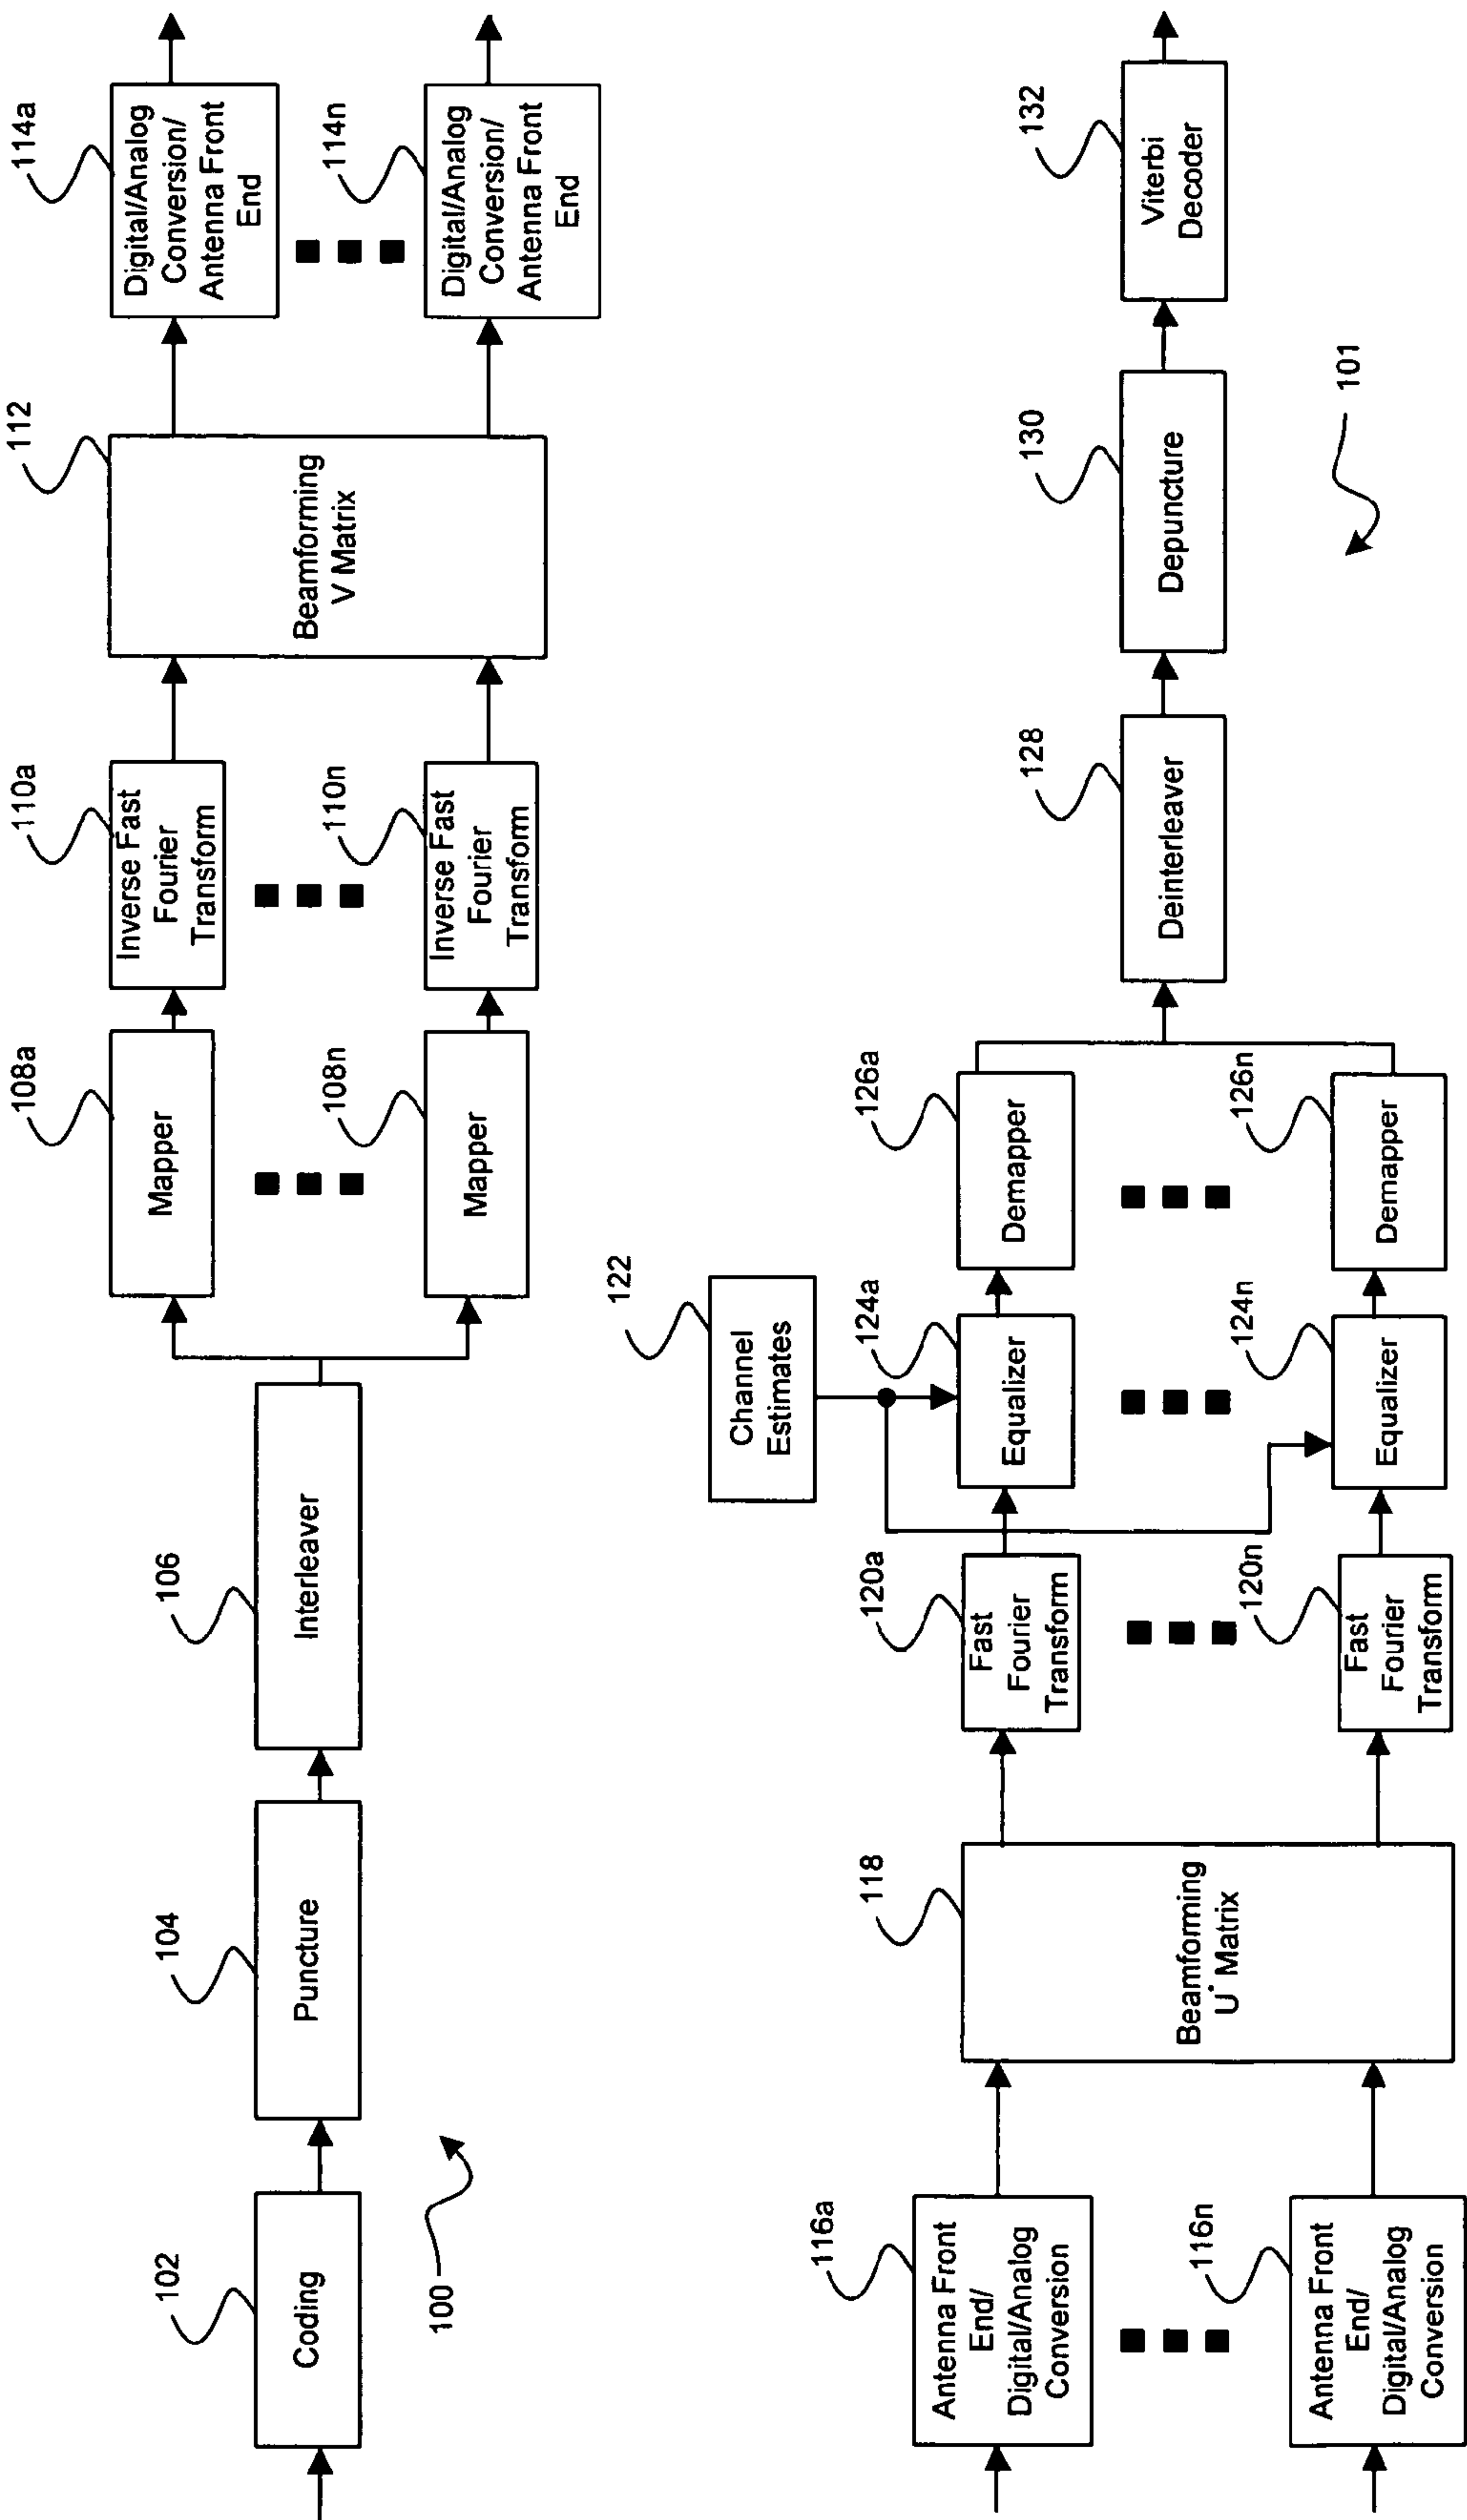 102
Coding
104
Puncture
106
Interleaver
108a
Mapper
108n
Mapper
110a
Inverse Fast
Fourier
Transform
110n
Inverse Fast
Fourier
Transform
112
Beamforming
V Matrix
114a
Digital/Analog
Conversion/
Antenna Front
End
114n
Digital/Analog
Conversion/
Antenna Front
End
100
116a
Antenna Front
End/
Digital/Analog
Conversion
116n
Antenna Front
End/
Digital/Analog
Conversion
118
Beamforming
U* Matrix
120a
Fast
Fourier
Transform
120n
Fast
Fourier
Transform
122
Channel
Estimates
124a
Equalizer
124n
Equalizer
126a
Demapper
126n
Demapper
128
Deinterleaver
130
Depuncture
132
Viterbi
Decoder
101